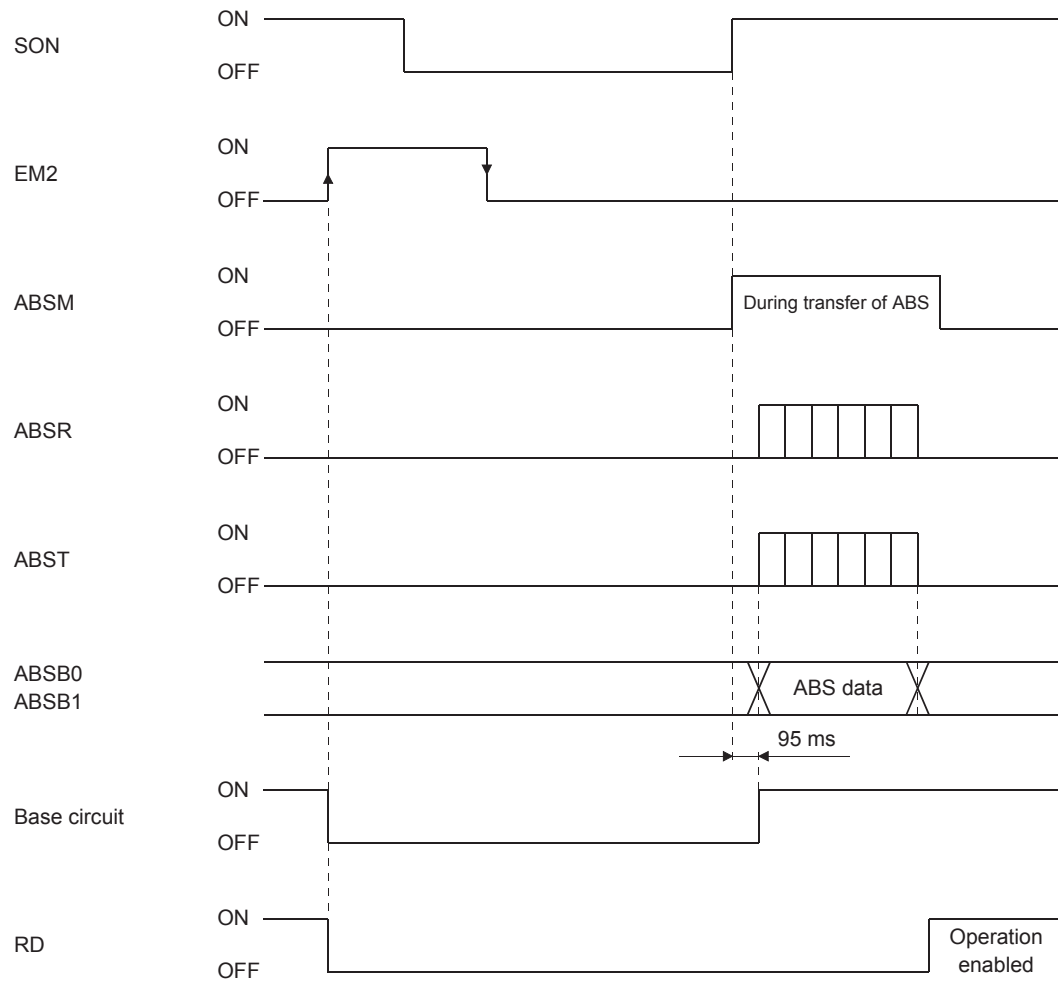 ON
SON
OFF
ON
EM2
OFF
ON
ABSM
During transfer of ABS
OFF
ON
ABSR
OFF
ON
ABST
OFF
ABSB0
ABSB1
ABS data
95 ms
ON
Base circuit
OFF
ON
RD
Operation
enabled
OFF